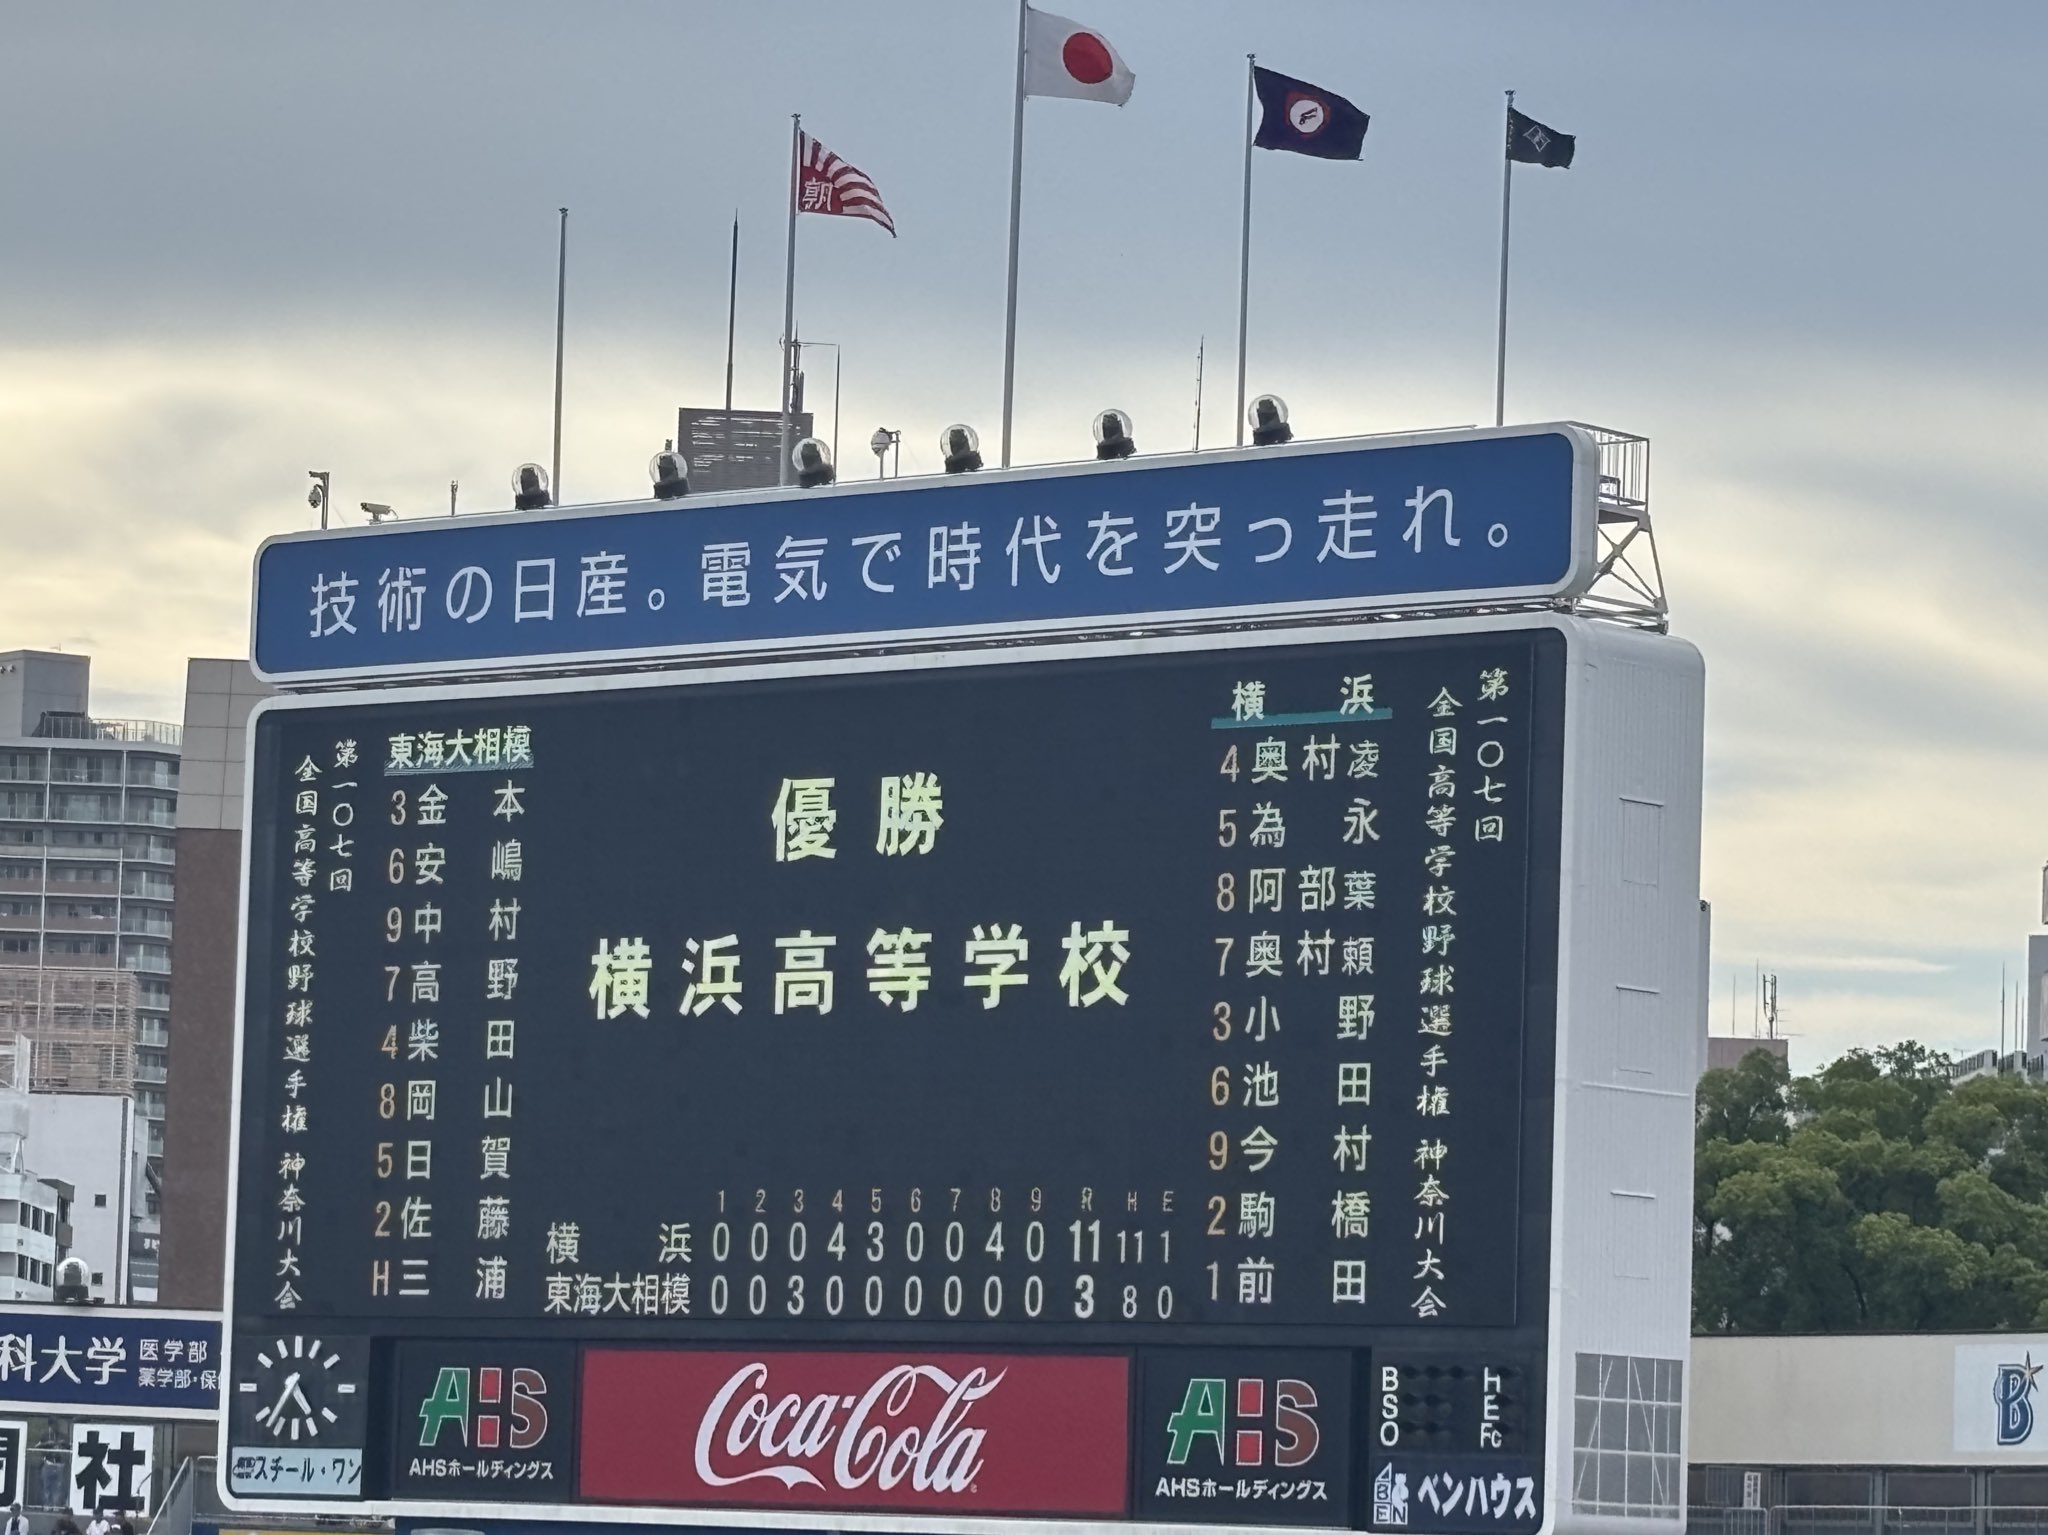 朝
技術の日産。電気で時代を突っ走れ。
第一〇七回
全国高等学校野球選手権 神奈川大会
東海大相模
3 金本
6 安嶋
9 中村
7 高野
4 柴田
8 岡山
5 日賀
2 佐藤
H 三浦
優勝
横浜高等学校
1 2 3 4 5 6 7 8 9 R H E
横浜 0 0 0 4 3 0 0 4 0 11 11 1
東海大相模 0 0 3 0 0 0 0 0 0 3 8 0
横浜
4 奥村凌
5 為永
8 阿部葉
7 奥村頼
3 小野
6 池田
9 今村
2 駒橋
1 前田
第一〇七回
全国高等学校野球選手権 神奈川大会
科大学 医学部
薬学部・保
社
スチール・ワン
AHS
AHSホールディングス
Coca-Cola
AHS
AHSホールディングス
B H
S E
O Fc
ABEN ベンハウス
B